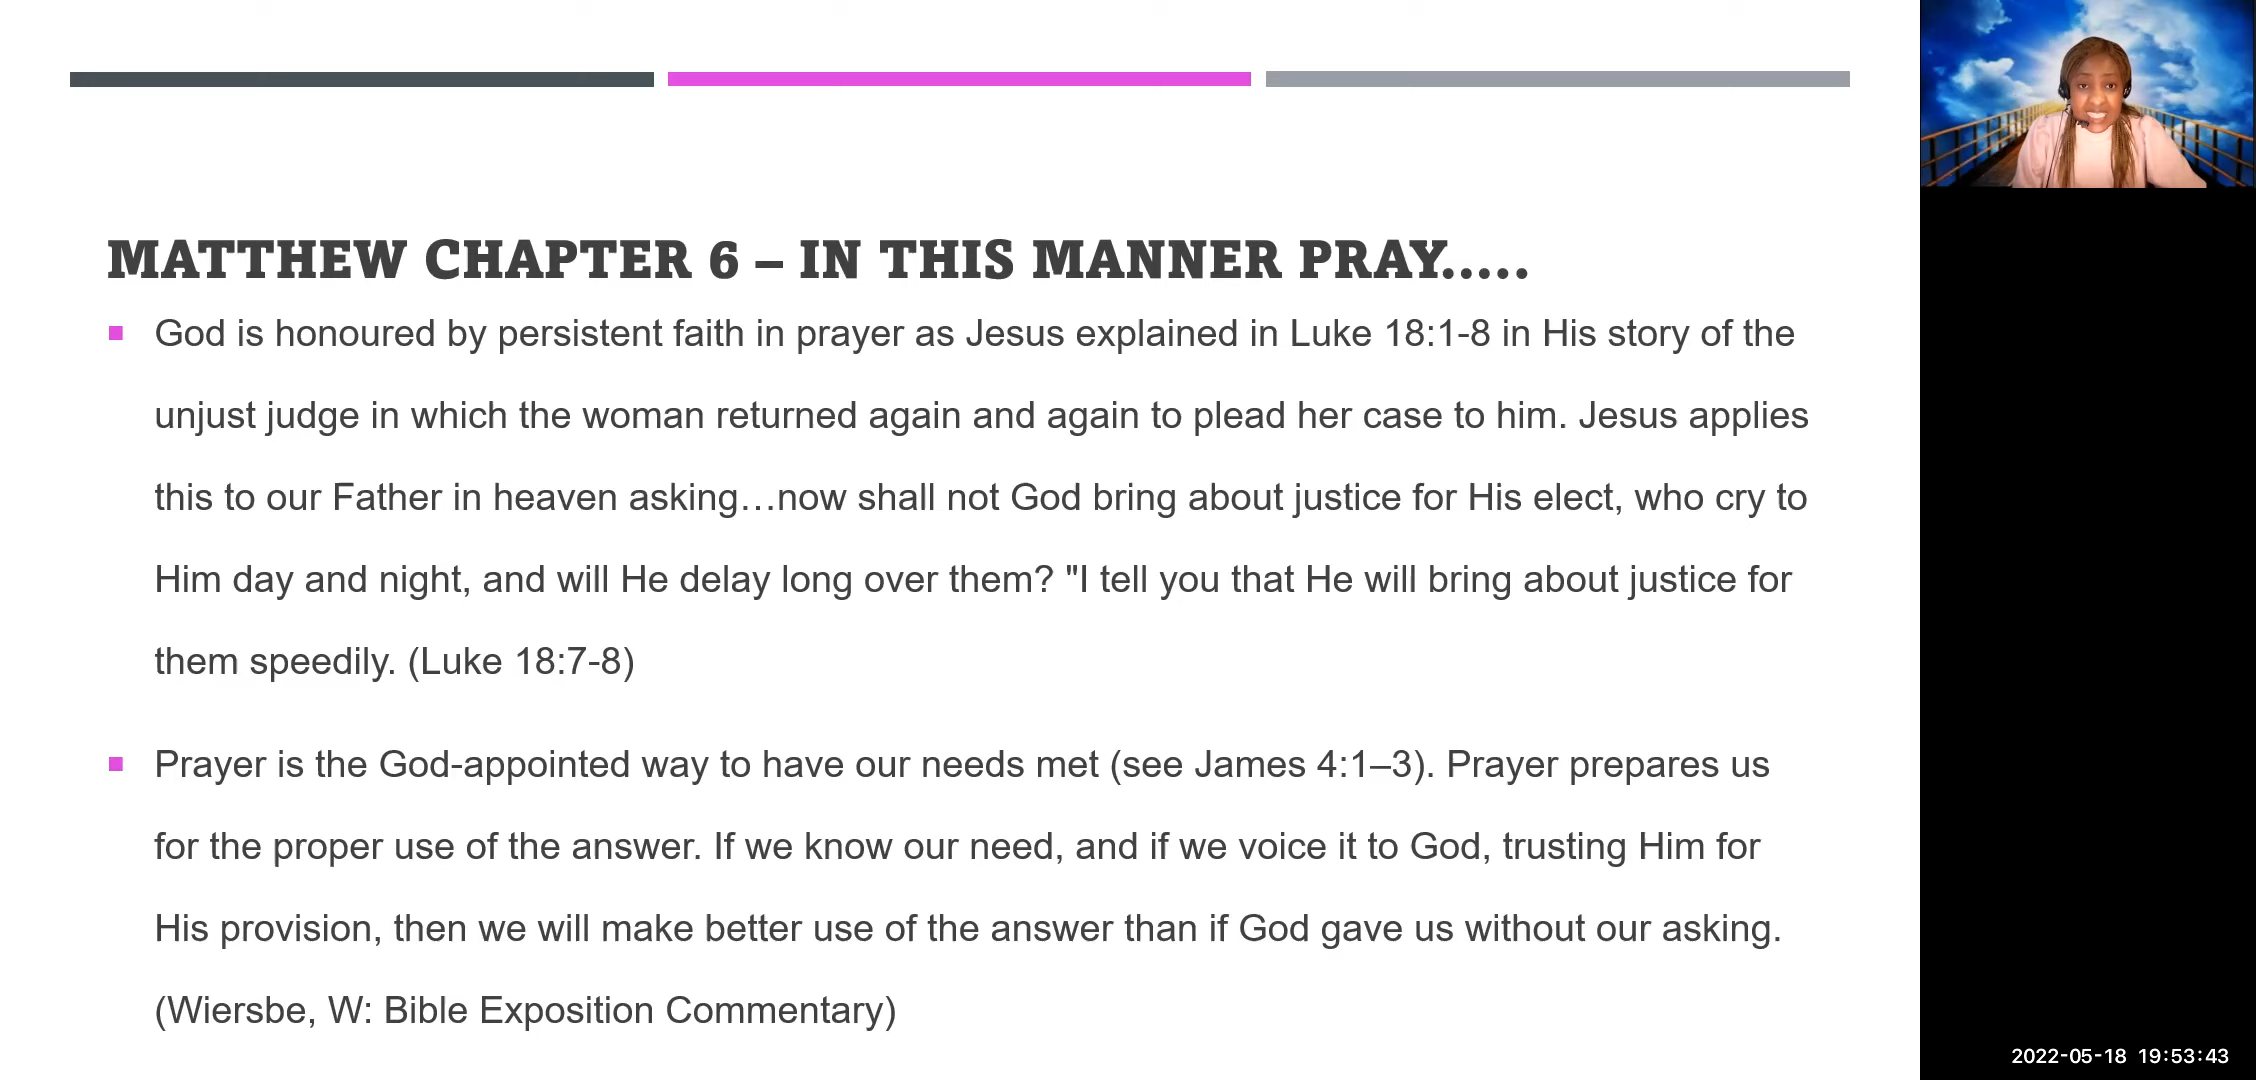 MATTHEW CHAPTER 6 – IN THIS MANNER PRAY.....
God is honoured by persistent faith in prayer as Jesus explained in Luke 18:1-8 in His story of the
unjust judge in which the woman returned again and again to plead her case to him. Jesus applies
this to our Father in heaven asking…now shall not God bring about justice for His elect, who cry to
Him day and night, and will He delay long over them? "I tell you that He will bring about justice for
them speedily. (Luke 18:7-8)
Prayer is the God-appointed way to have our needs met (see James 4:1–3). Prayer prepares us
for the proper use of the answer. If we know our need, and if we voice it to God, trusting Him for
His provision, then we will make better use of the answer than if God gave us without our asking.
(Wiersbe, W: Bible Exposition Commentary)
2022-05-18 19:53:43